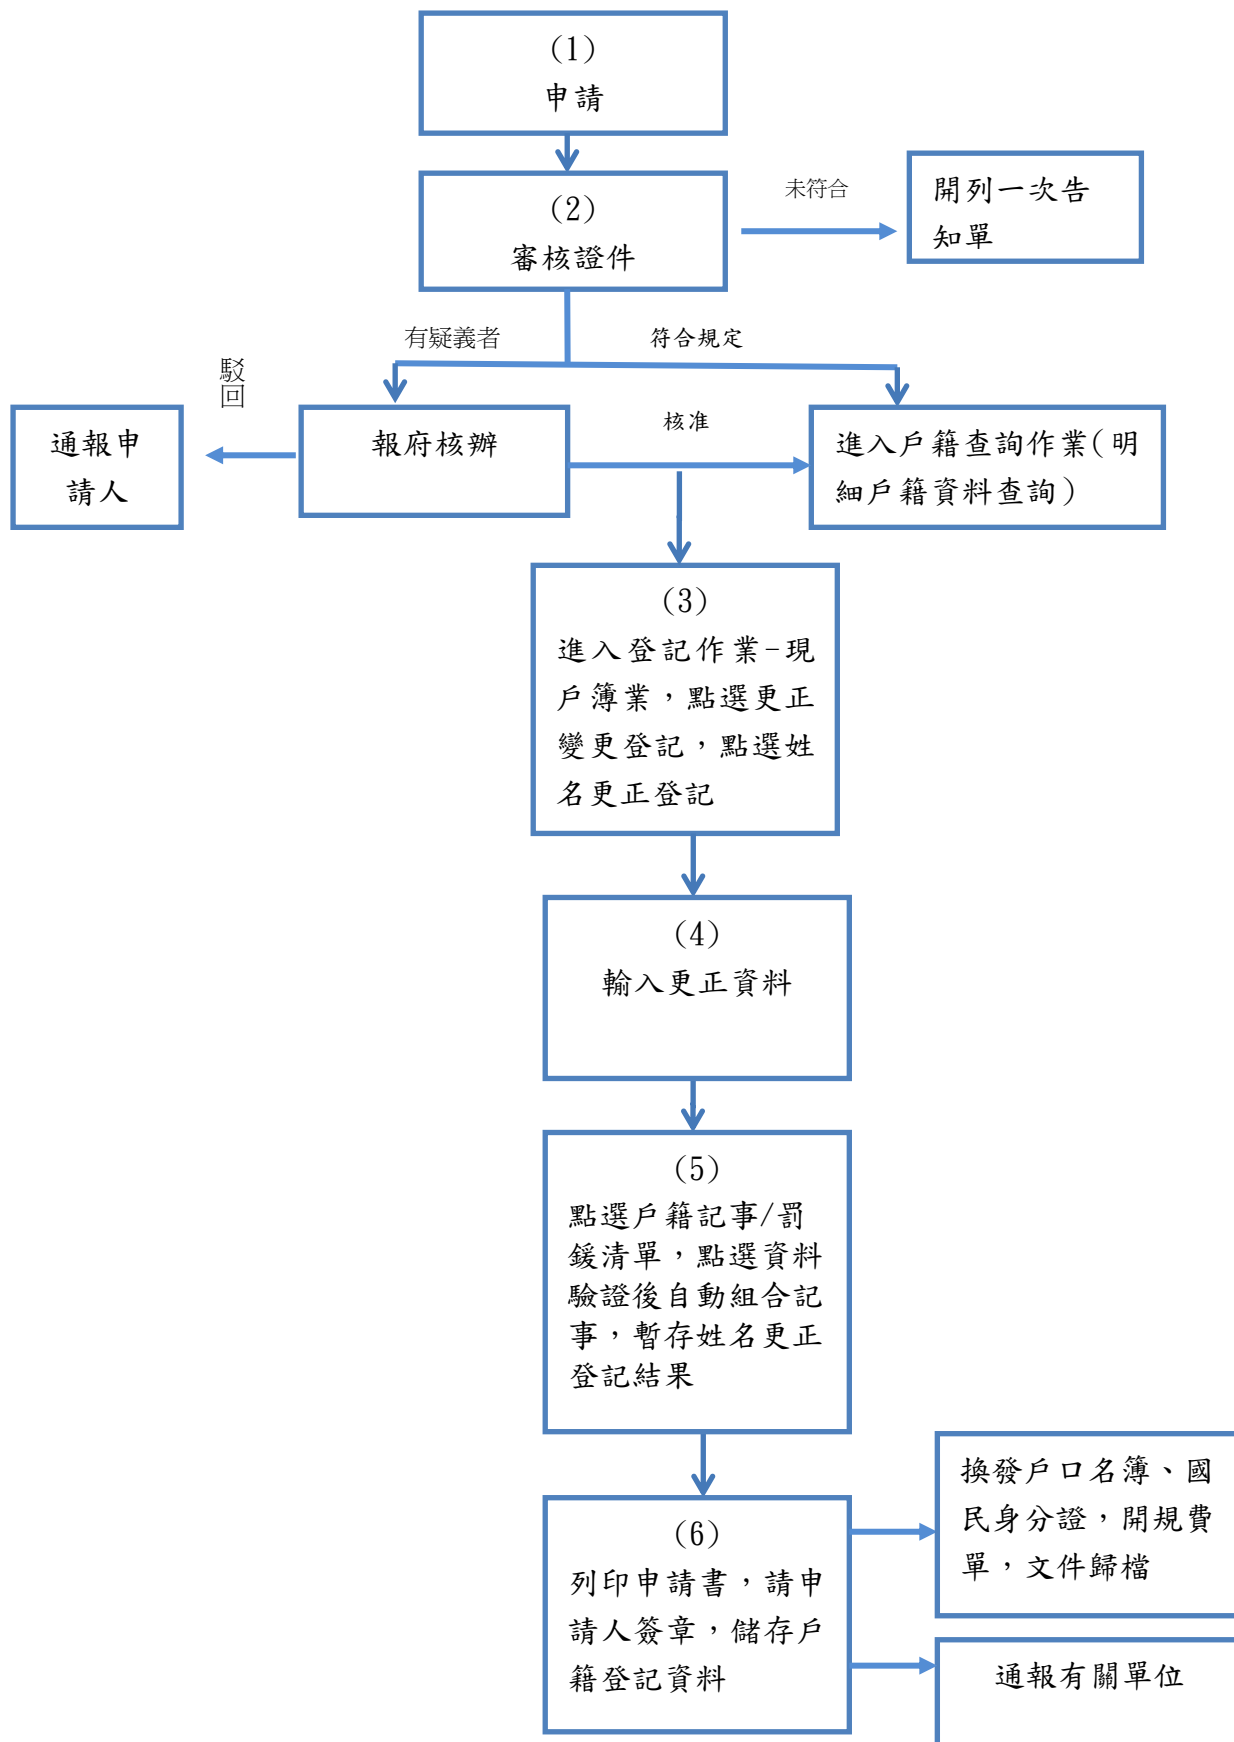 (1)
申請
(2)
審核證件
未符合
開列一次告
知單
有疑義者
符合規定
駁
回
通報申
請人
報府核辦
核准
進入戶籍查詢作業(明
細戶籍資料查詢)
(3)
進入登記作業-現
戶簿業，點選更正
變更登記，點選姓
名更正登記
(4)
輸入更正資料
(5)
點選戶籍記事/罰
鍰清單，點選資料
驗證後自動組合記
事，暫存姓名更正
登記結果
(6)
列印申請書，請申
請人簽章，儲存戶
籍登記資料
換發戶口名簿、國
民身分證，開規費
單，文件歸檔
通報有關單位